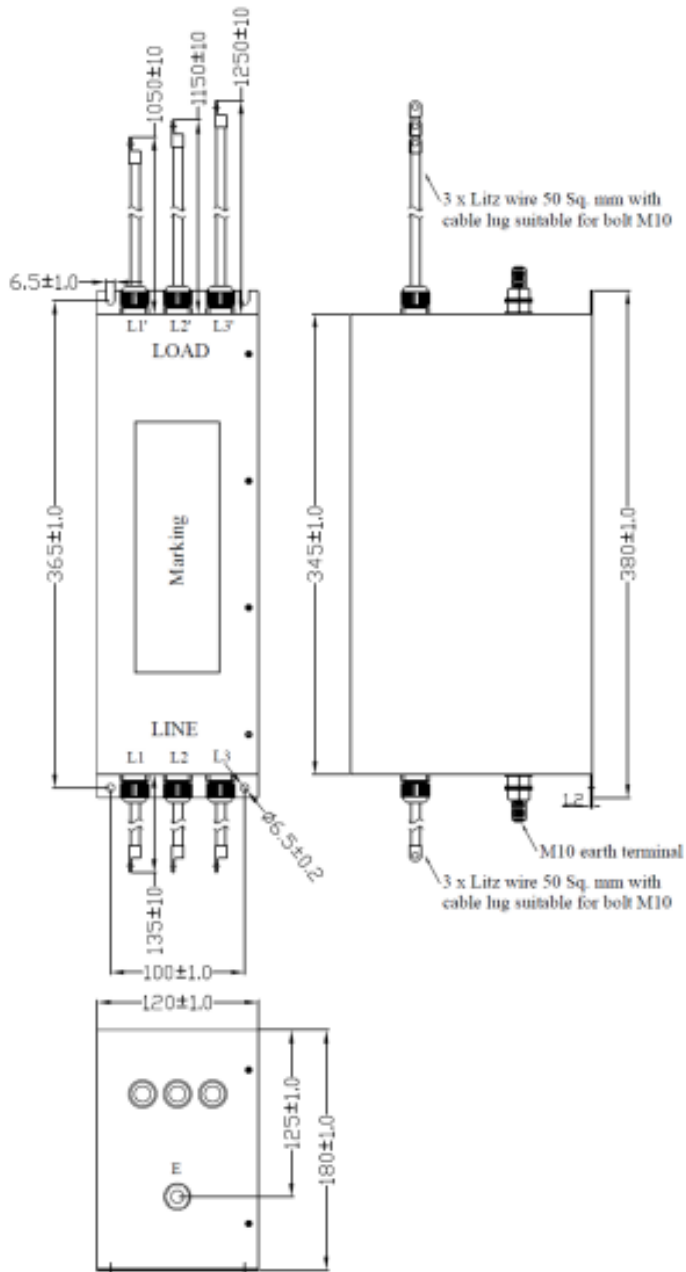 1050±10
1150±10
1250±10
3 x Litz wire 50 Sq. mm with
cable lug suitable for bolt M10
6.5±1.0
L1' L2' L3'
LOAD
365±1.0
Marking
345±1.0
380±1.0
LINE
L1 L2 L3
1.2
ø6.5±0.2
M10 earth terminal
3 x Litz wire 50 Sq. mm with
cable lug suitable for bolt M10
135±10
100±1.0
120±1.0
E
125±1.0
180±1.0